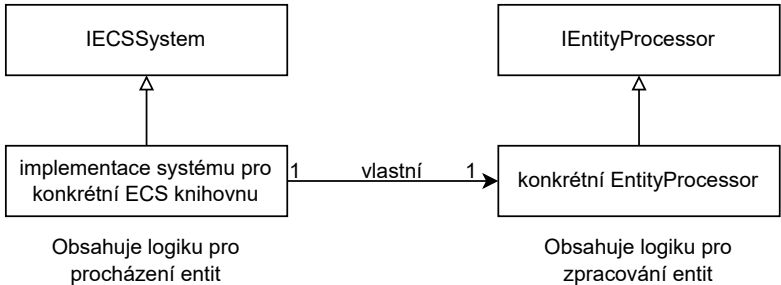 IECSSystem
IEntityProcessor
implementace systému pro
konkrétní ECS knihovnu
1
vlastní
1
konkrétní EntityProcessor
Obsahuje logiku pro
procházení entit
Obsahuje logiku pro
zpracování entit